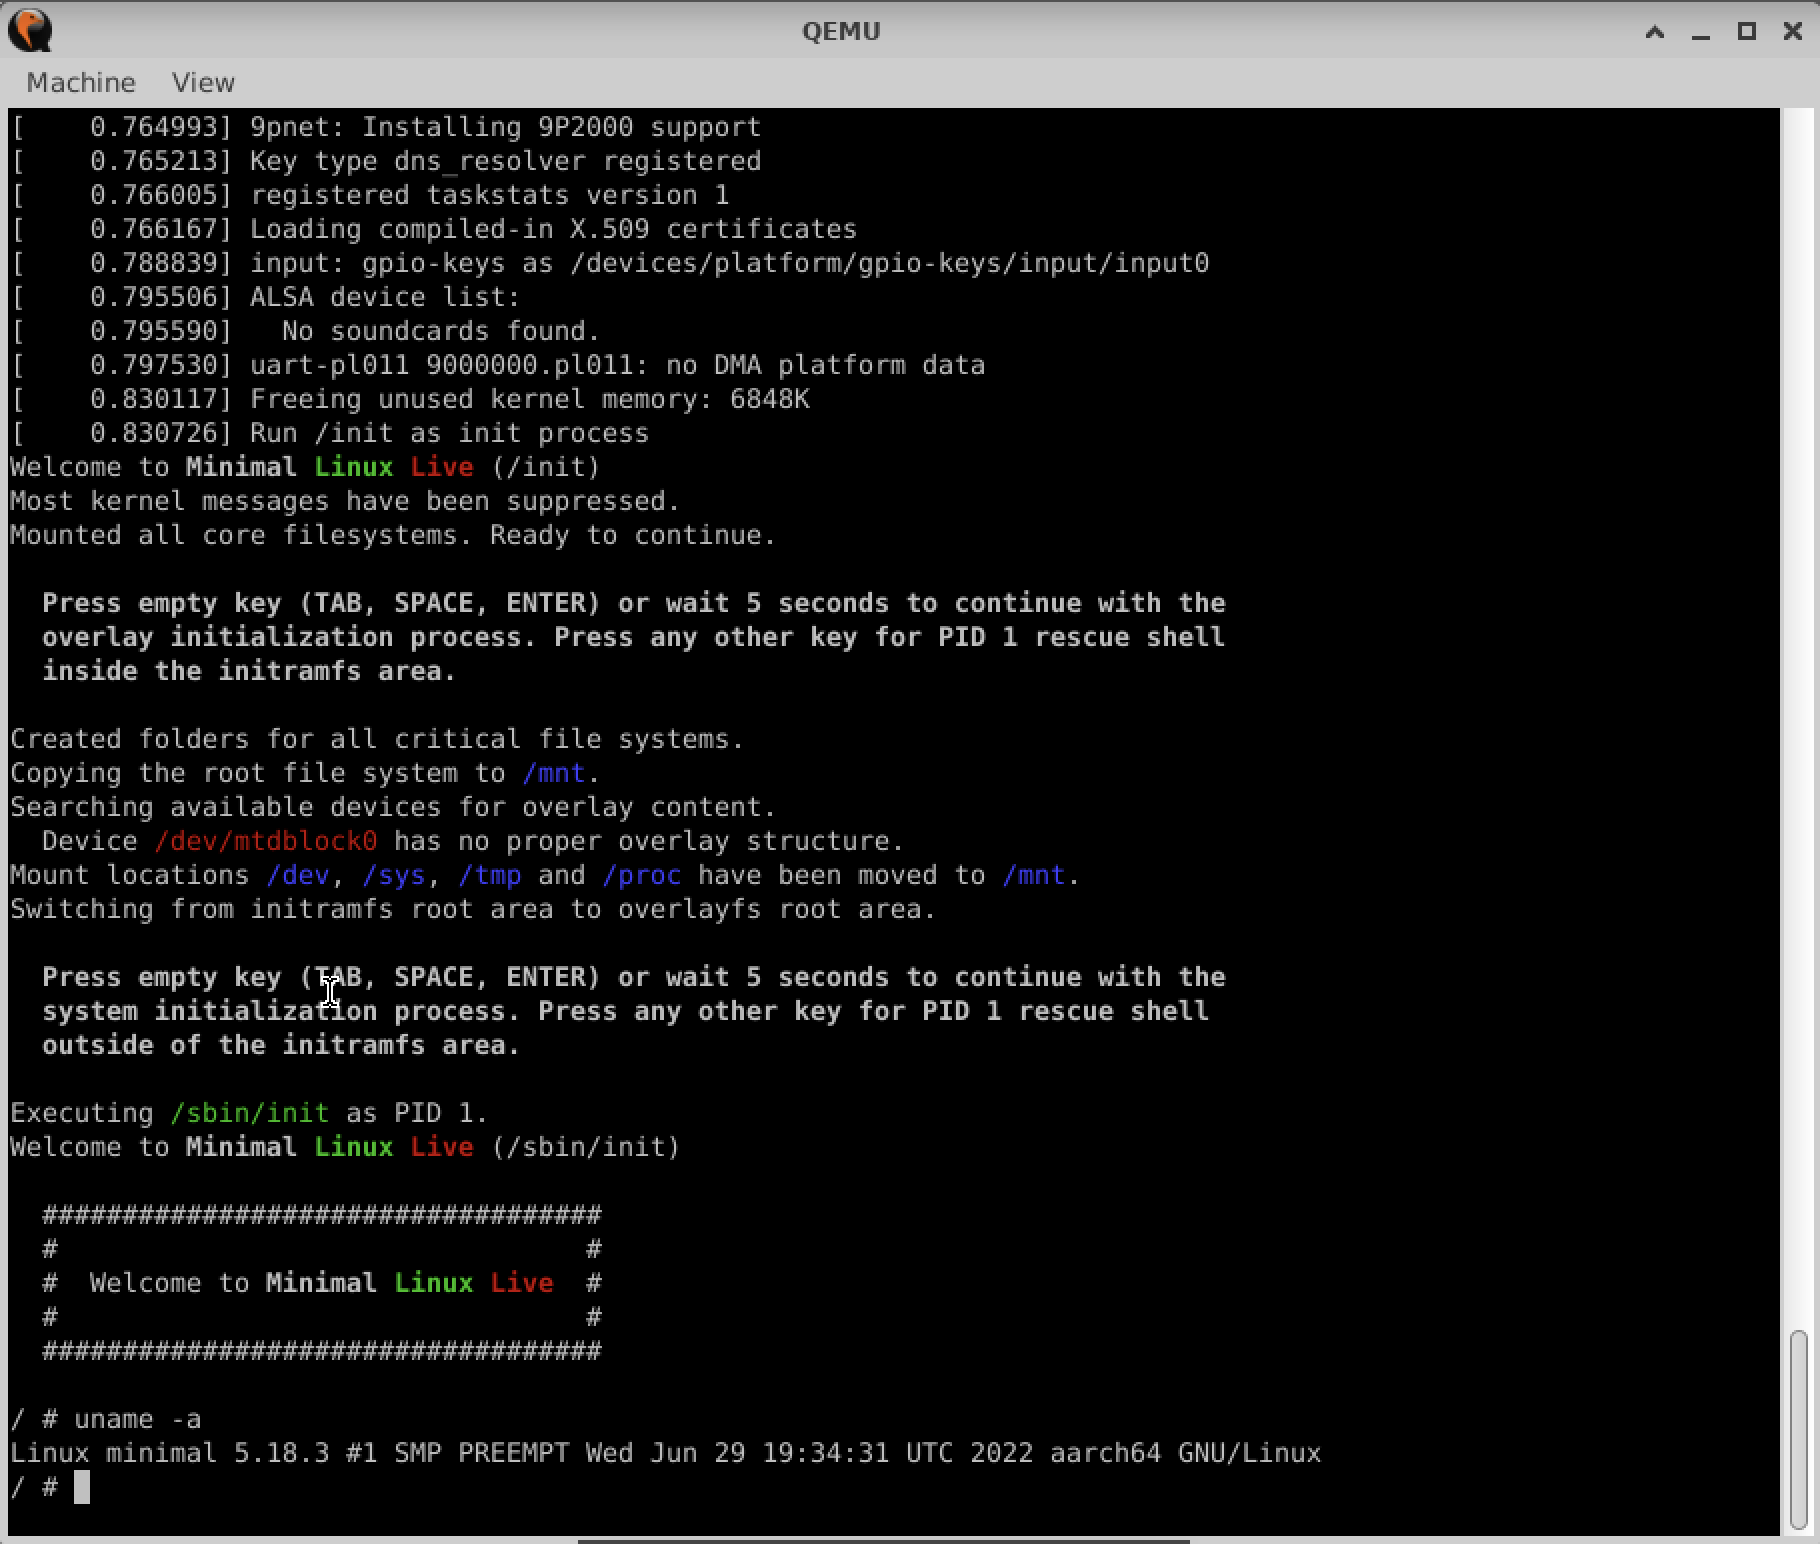 QEMU
Machine View
[    0.764993] 9pnet: Installing 9P2000 support
[    0.765213] Key type dns_resolver registered
[    0.766005] registered taskstats version 1
[    0.766167] Loading compiled-in X.509 certificates
[    0.788839] input: gpio-keys as /devices/platform/gpio-keys/input/input0
[    0.795506] ALSA device list:
[    0.795590]   No soundcards found.
[    0.797530] uart-pl011 9000000.pl011: no DMA platform data
[    0.830117] Freeing unused kernel memory: 6848K
[    0.830726] Run /init as init process
Welcome to Minimal Linux Live (/init)
Most kernel messages have been suppressed.
Mounted all core filesystems. Ready to continue.
  Press empty key (TAB, SPACE, ENTER) or wait 5 seconds to continue with the
  overlay initialization process. Press any other key for PID 1 rescue shell
  inside the initramfs area.
Created folders for all critical file systems.
Copying the root file system to /mnt.
Searching available devices for overlay content.
  Device /dev/mtdblock0 has no proper overlay structure.
Mount locations /dev, /sys, /tmp and /proc have been moved to /mnt.
Switching from initramfs root area to overlayfs root area.
  Press empty key (TAB, SPACE, ENTER) or wait 5 seconds to continue with the
  system initialization process. Press any other key for PID 1 rescue shell
  outside of the initramfs area.
Executing /sbin/init as PID 1.
Welcome to Minimal Linux Live (/sbin/init)
  ###################################
  #                                 #
  #  Welcome to Minimal Linux Live  #
  #                                 #
  ###################################
/ # uname -a
Linux minimal 5.18.3 #1 SMP PREEMPT Wed Jun 29 19:34:31 UTC 2022 aarch64 GNU/Linux
/ #